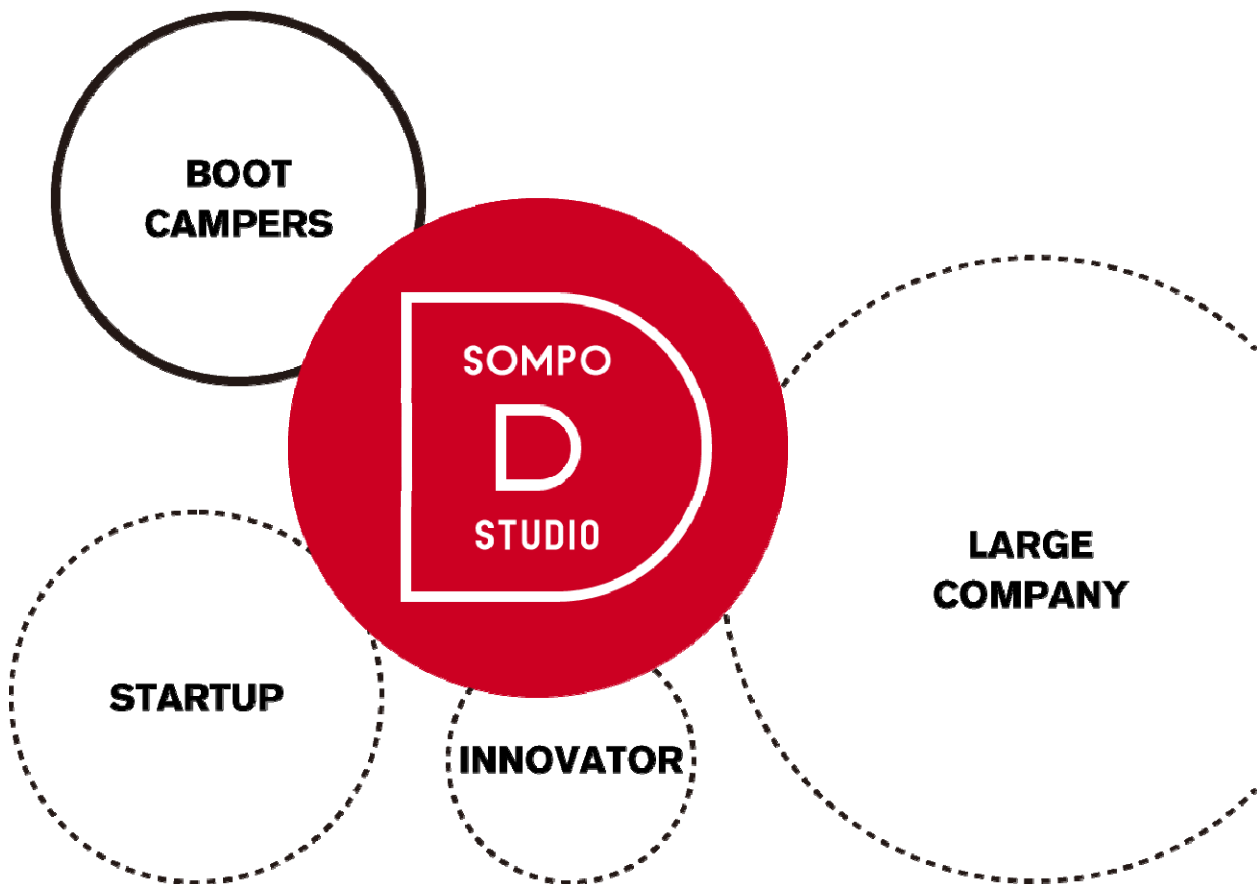 BOOT
CAMPERS
SOMPO
D
STUDIO
LARGE
COMPANY
STARTUP
INNOVATOR